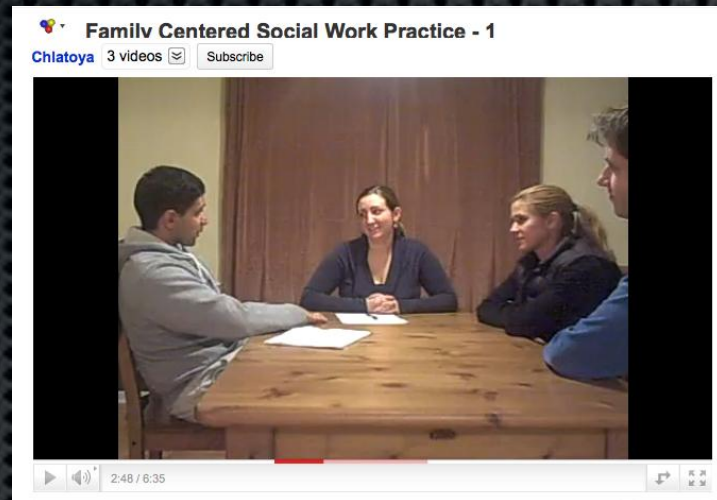 Family Centered Social Work Practice - 1
Chlatoya 3 videos Subscribe
2:48 / 6:35